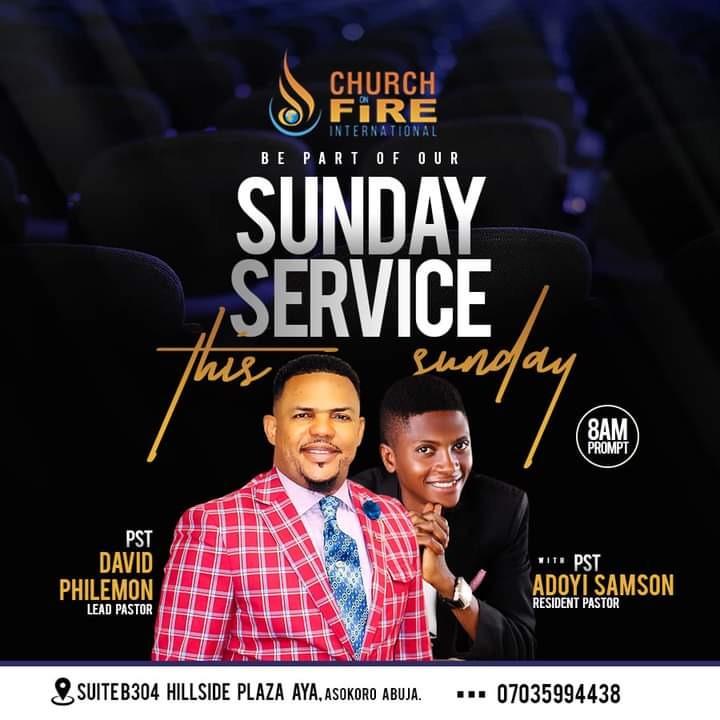 CHURCH
ON
FIRE
INTERNATIONAL
BE PART OF OUR
SUNDAY
SERVICE
this sunday
8AM
PROMPT
PST
DAVID
PHILEMON
LEAD PASTOR
WITH PST
ADOYI SAMSON
RESIDENT PASTOR
SUITEB304 HILLSIDE PLAZA AYA, ASOKORO ABUJA.
07035994438